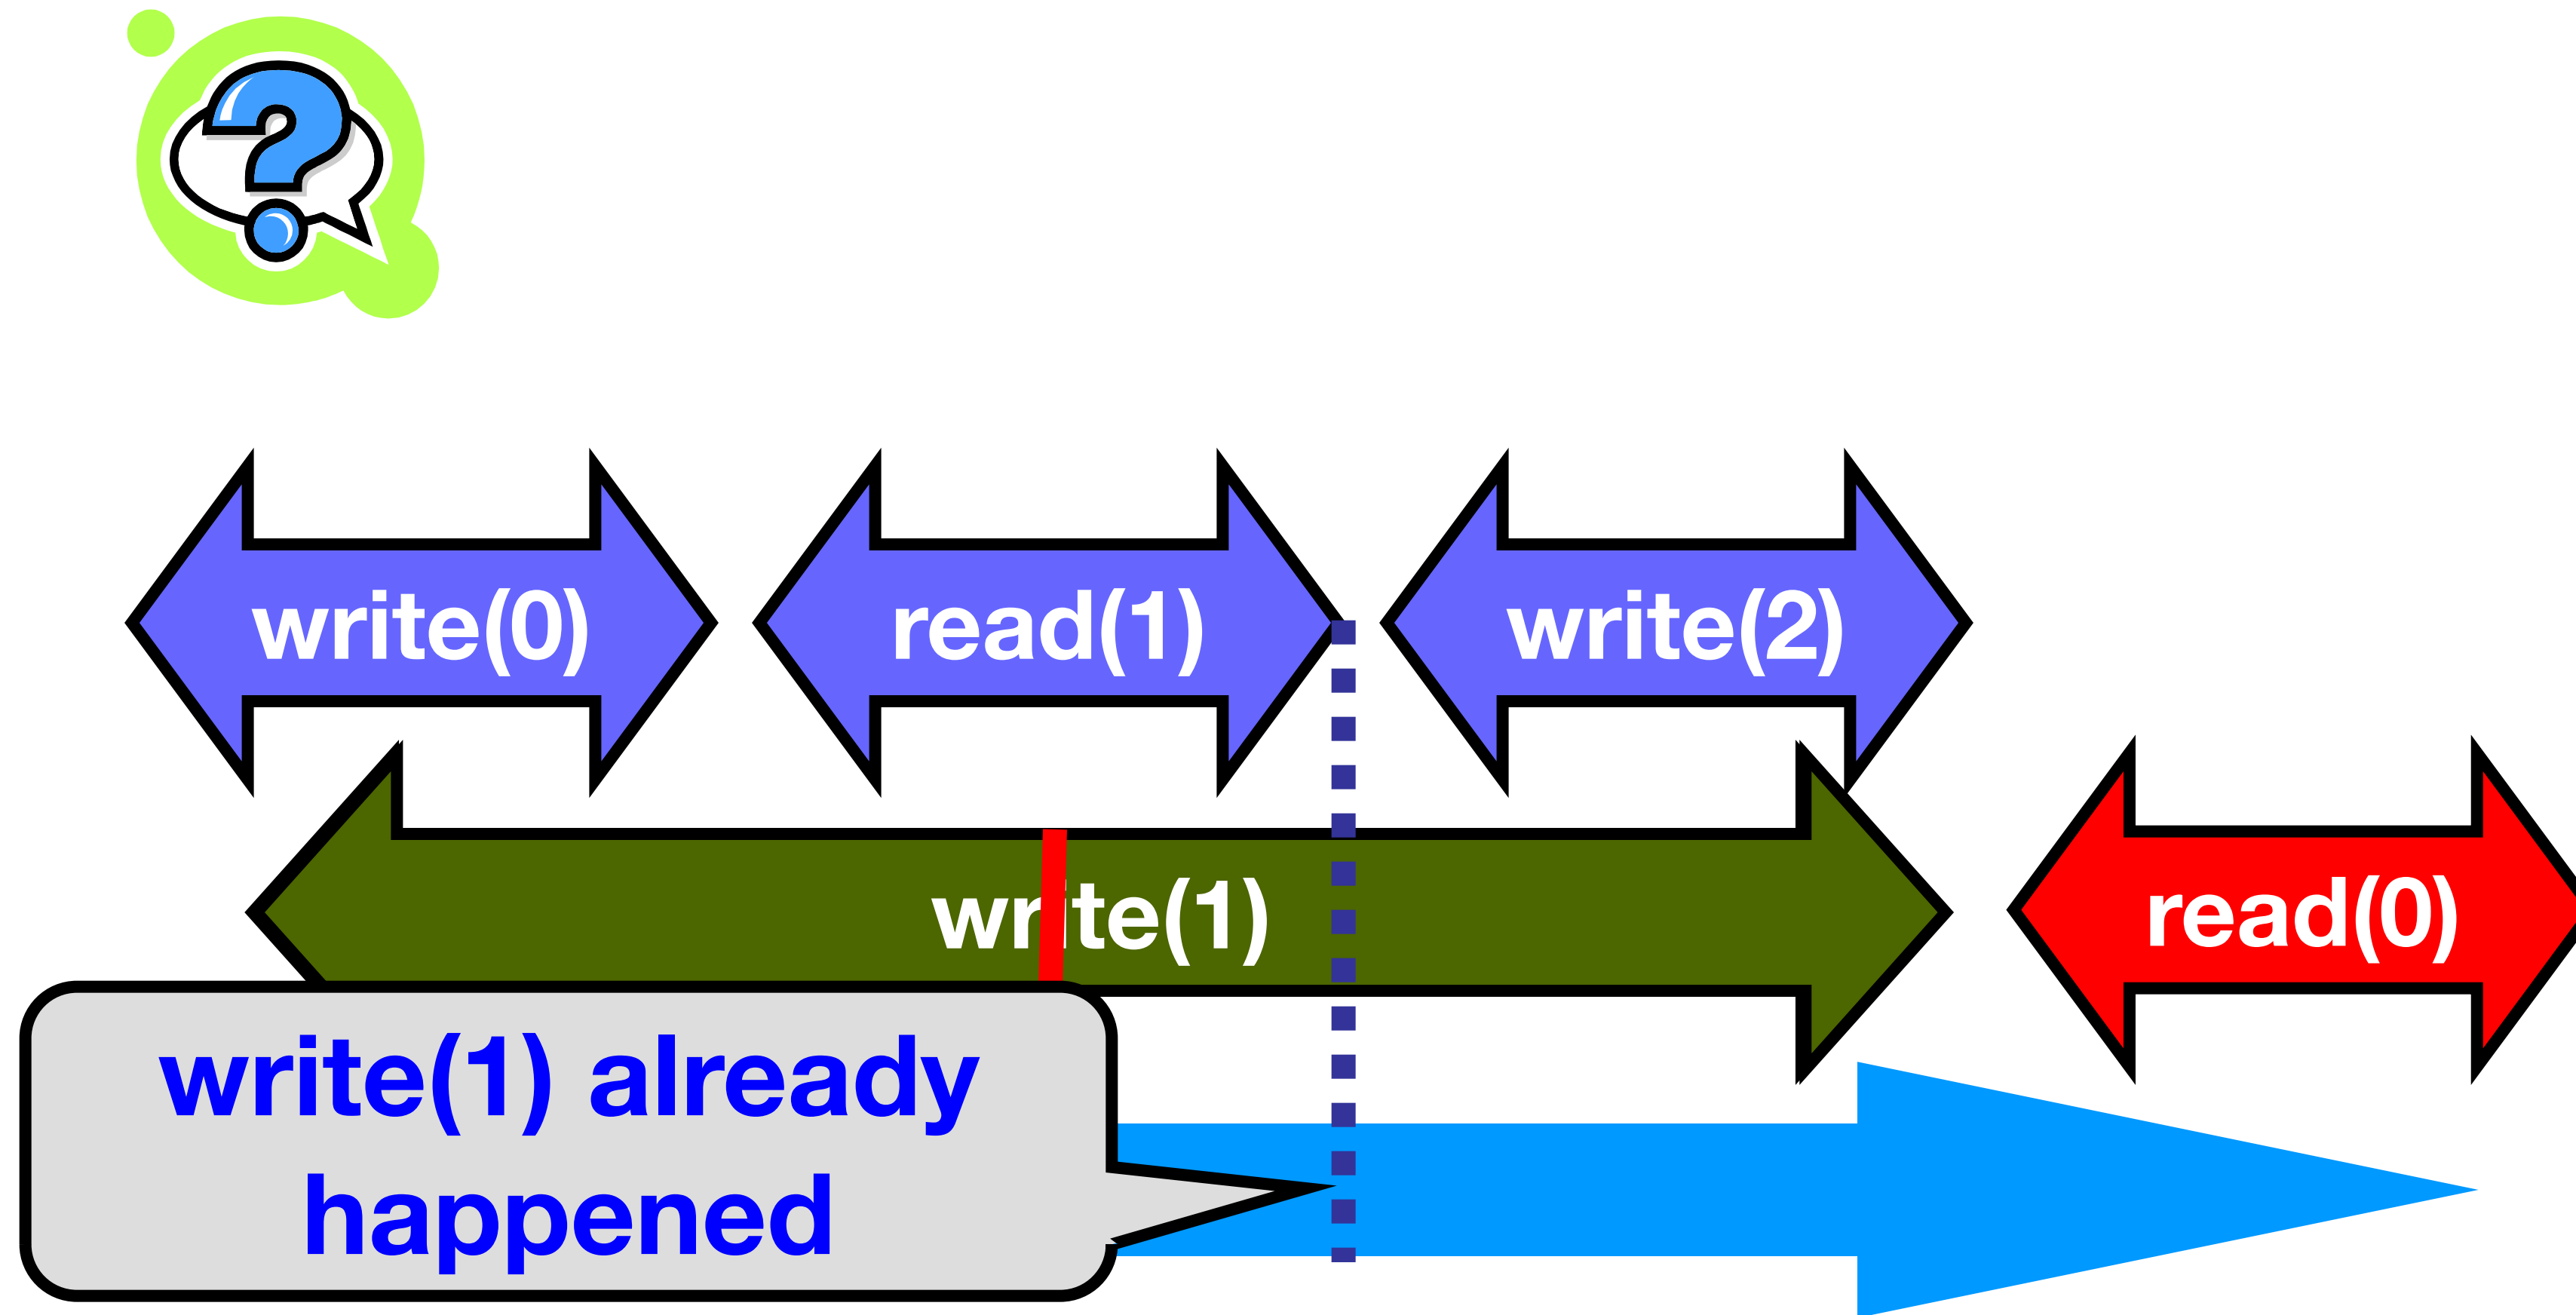 ?
write(0)
read(1)
write(2)
write(1)
read(0)
write(1) already
happened